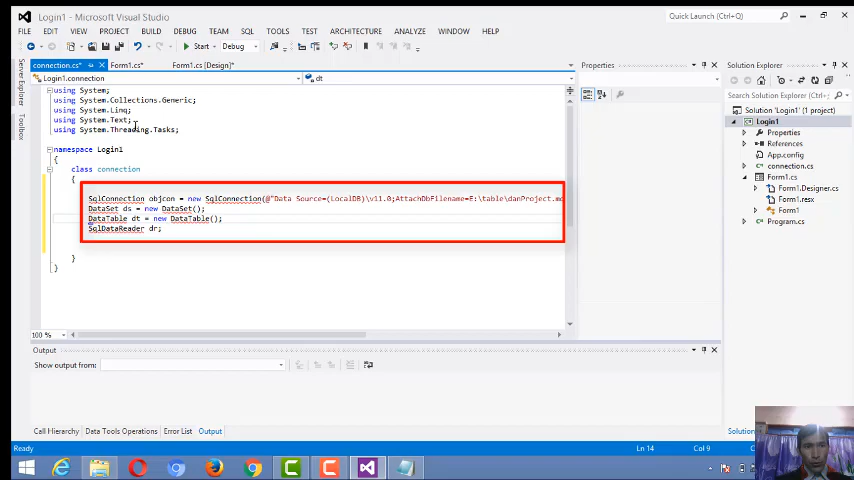 Login1 - Microsoft Visual Studio
Quick Launch (Ctrl+Q)
FILE EDIT VIEW PROJECT BUILD DEBUG TEAM SQL TOOLS TEST ARCHITECTURE ANALYZE WINDOW HELP
Start Debug
connection.cs* Form1.cs* Form1.cs [Design]*
Login1.connection dt
Server Explorer
Toolbox
using System;
using System.Collections.Generic;
using System.Linq;
using System.Text;
using System.Threading.Tasks;
namespace Login1
{
class connection
{
SqlConnection objcon = new SqlConnection(@"Data Source=(LocalDB)\v11.0;AttachDbFilename=E:\table\danProject.m
DataSet ds = new DataSet();
DataTable dt = new DataTable();
SqlDataReader dr;
}
}
100 %
Output
Show output from:
Call Hierarchy Data Tools Operations Error List Output
Properties
Solution Explorer
Search Solution Explorer (Ctrl+
Solution 'Login1' (1 project)
Login1
Properties
References
App.config
connection.cs
Form1.cs
Form1.Designer.cs
Form1.resx
Form1
Program.cs
Solution
Ready Ln 14 Col 9